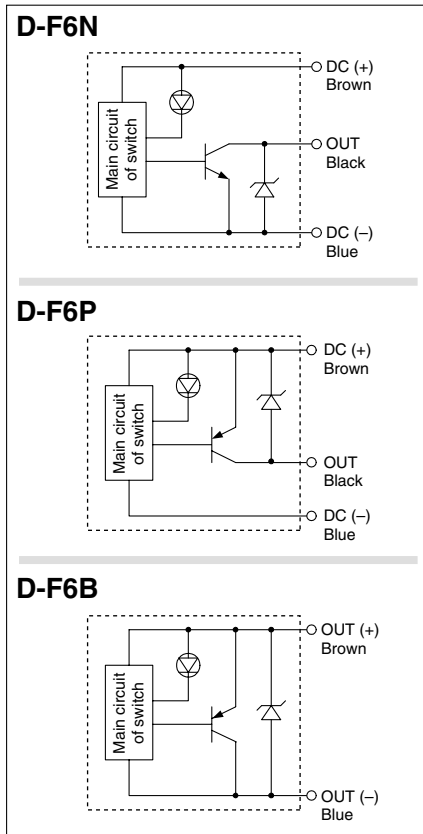 D-F6N
DC (+)
Brown
Main circuit
of switch
OUT
Black
DC (–)
Blue
D-F6P
DC (+)
Brown
Main circuit
of switch
OUT
Black
DC (–)
Blue
D-F6B
OUT (+)
Brown
Main circuit
of switch
OUT (–)
Blue